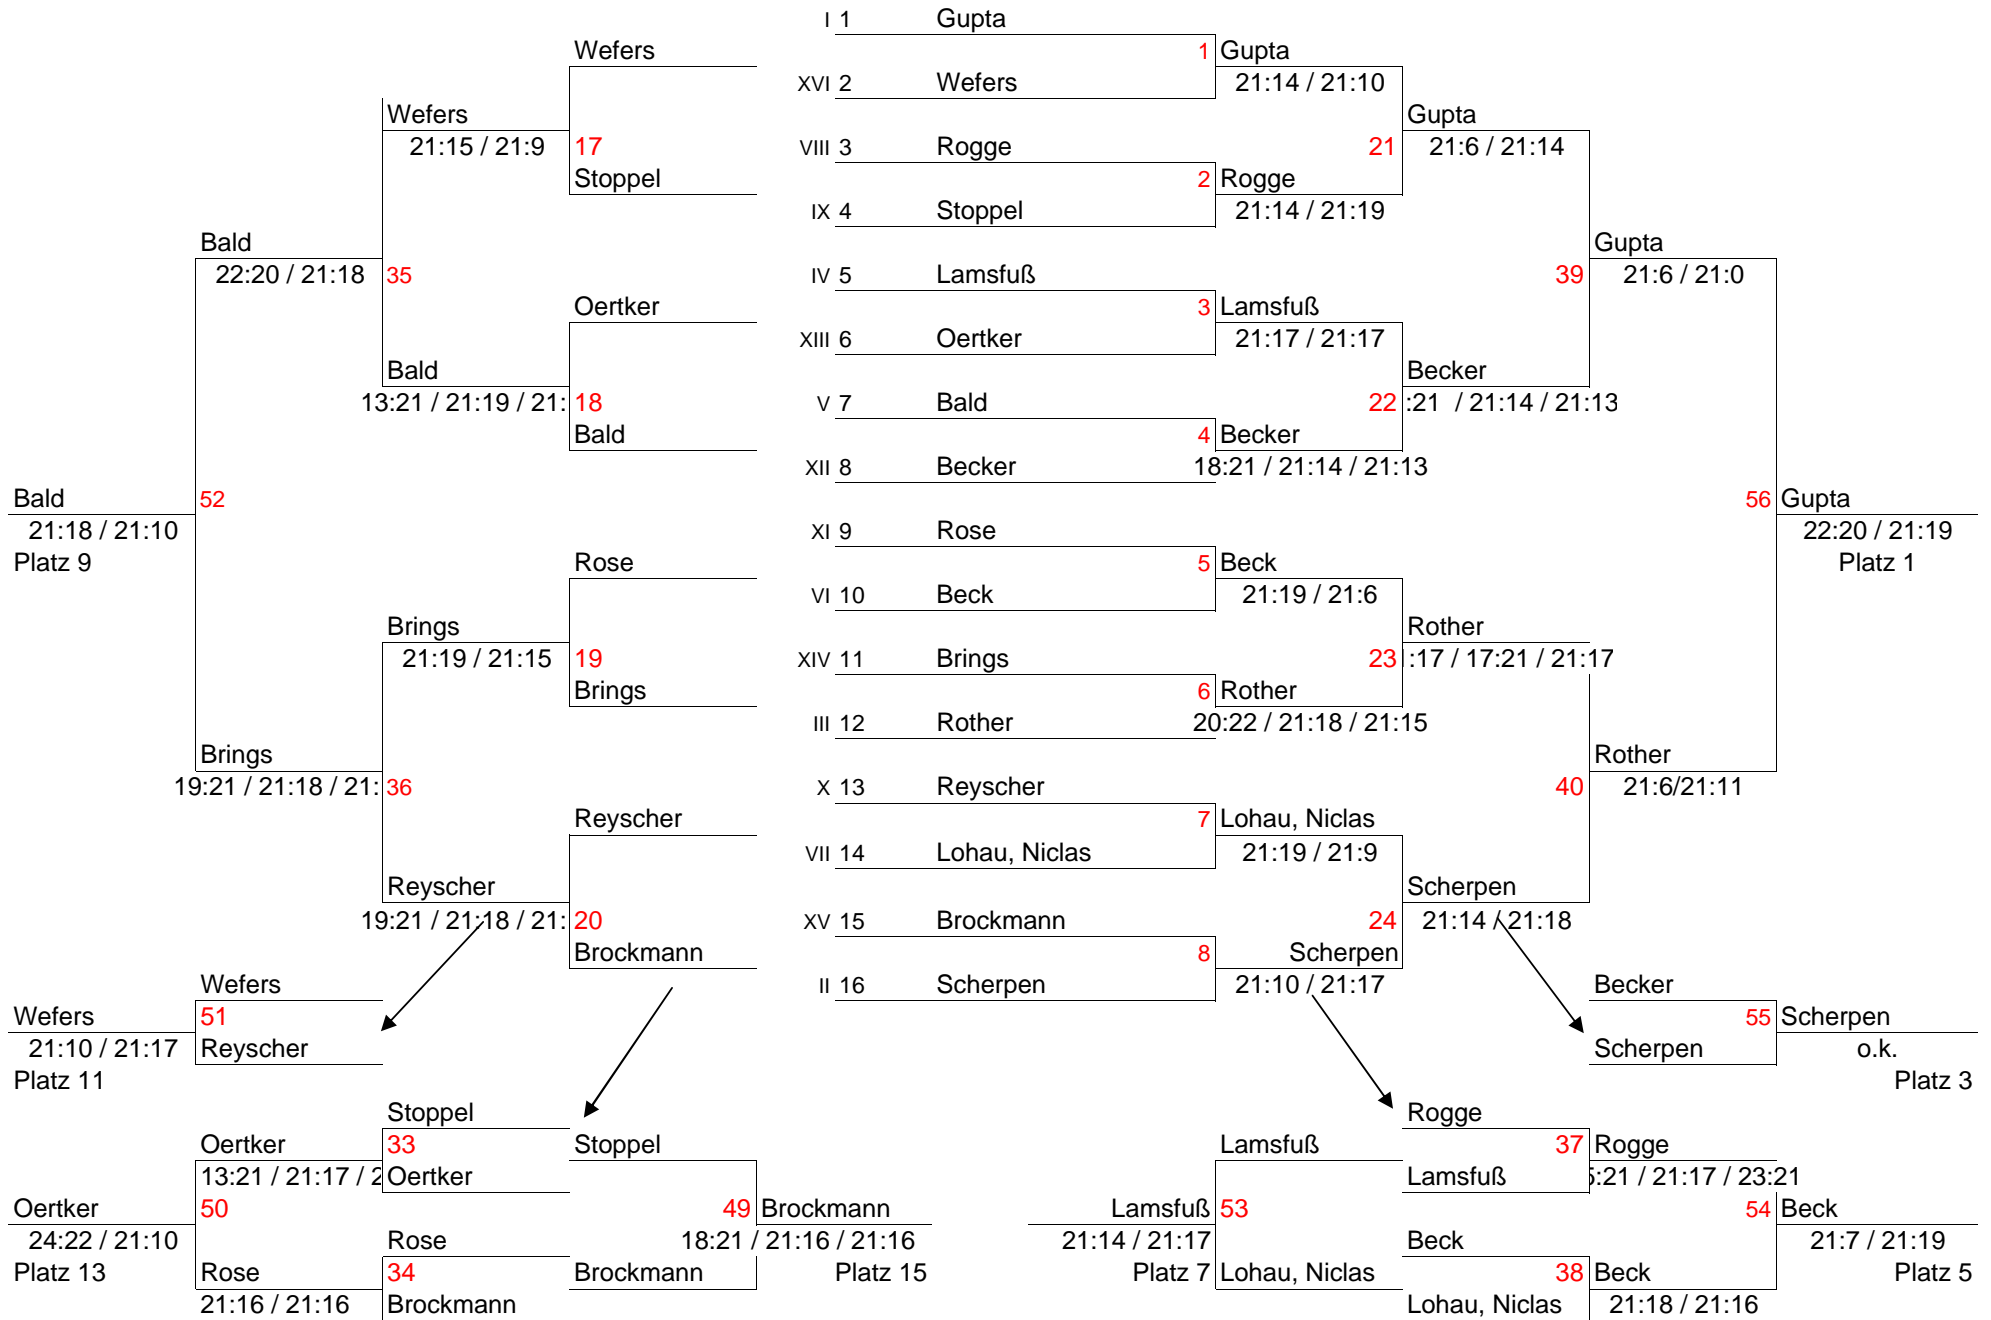 I 1 Gupta
Wefers 1 Gupta
XVI 2 Wefers 21:14 / 21:10
Wefers Gupta
21:15 / 21:9 17 VIII 3 Rogge 21 21:6 / 21:14
Stoppel 2 Rogge
IX 4 Stoppel 21:14 / 21:19
Bald Gupta
22:20 / 21:18 35 IV 5 Lamsfuß 39 21:6 / 21:0
Oertker 3 Lamsfuß
XIII 6 Oertker 21:17 / 21:17
Bald Becker
13:21 / 21:19 / 21: 18 V 7 Bald 22 :21 / 21:14 / 21:13
Bald 4 Becker
XII 8 Becker 18:21 / 21:14 / 21:13
Bald 52 56 Gupta
21:18 / 21:10 XI 9 Rose 22:20 / 21:19
Platz 9 Rose 5 Beck Platz 1
VI 10 Beck 21:19 / 21:6
Brings Rother
21:19 / 21:15 19 XIV 11 Brings 23 :17 / 17:21 / 21:17
Brings 6 Rother
III 12 Rother 20:22 / 21:18 / 21:15
Brings Rother
19:21 / 21:18 / 21: 36 X 13 Reyscher 40 21:6/21:11
Reyscher 7 Lohau, Niclas
VII 14 Lohau, Niclas 21:19 / 21:9
Reyscher Scherpen
19:21 / 21:18 / 21: 20 XV 15 Brockmann 24 21:14 / 21:18
Brockmann 8 Scherpen
Wefers II 16 Scherpen 21:10 / 21:17 Becker
Wefers 51 55 Scherpen
21:10 / 21:17 Reyscher Scherpen o.k.
Platz 11 Platz 3
Stoppel Rogge
Oertker 33 Stoppel Lamsfuß 37 Rogge
13:21 / 21:17 / 2 Oertker Lamsfuß 5:21 / 21:17 / 23:21
Oertker 50 49 Brockmann Lamsfuß 53 54 Beck
24:22 / 21:10 Rose 18:21 / 21:16 / 21:16 21:14 / 21:17 Beck 21:7 / 21:19
Platz 13 Rose 34 Brockmann Platz 15 Platz 7 Lohau, Niclas 38 Beck Platz 5
21:16 / 21:16 Brockmann Lohau, Niclas 21:18 / 21:16